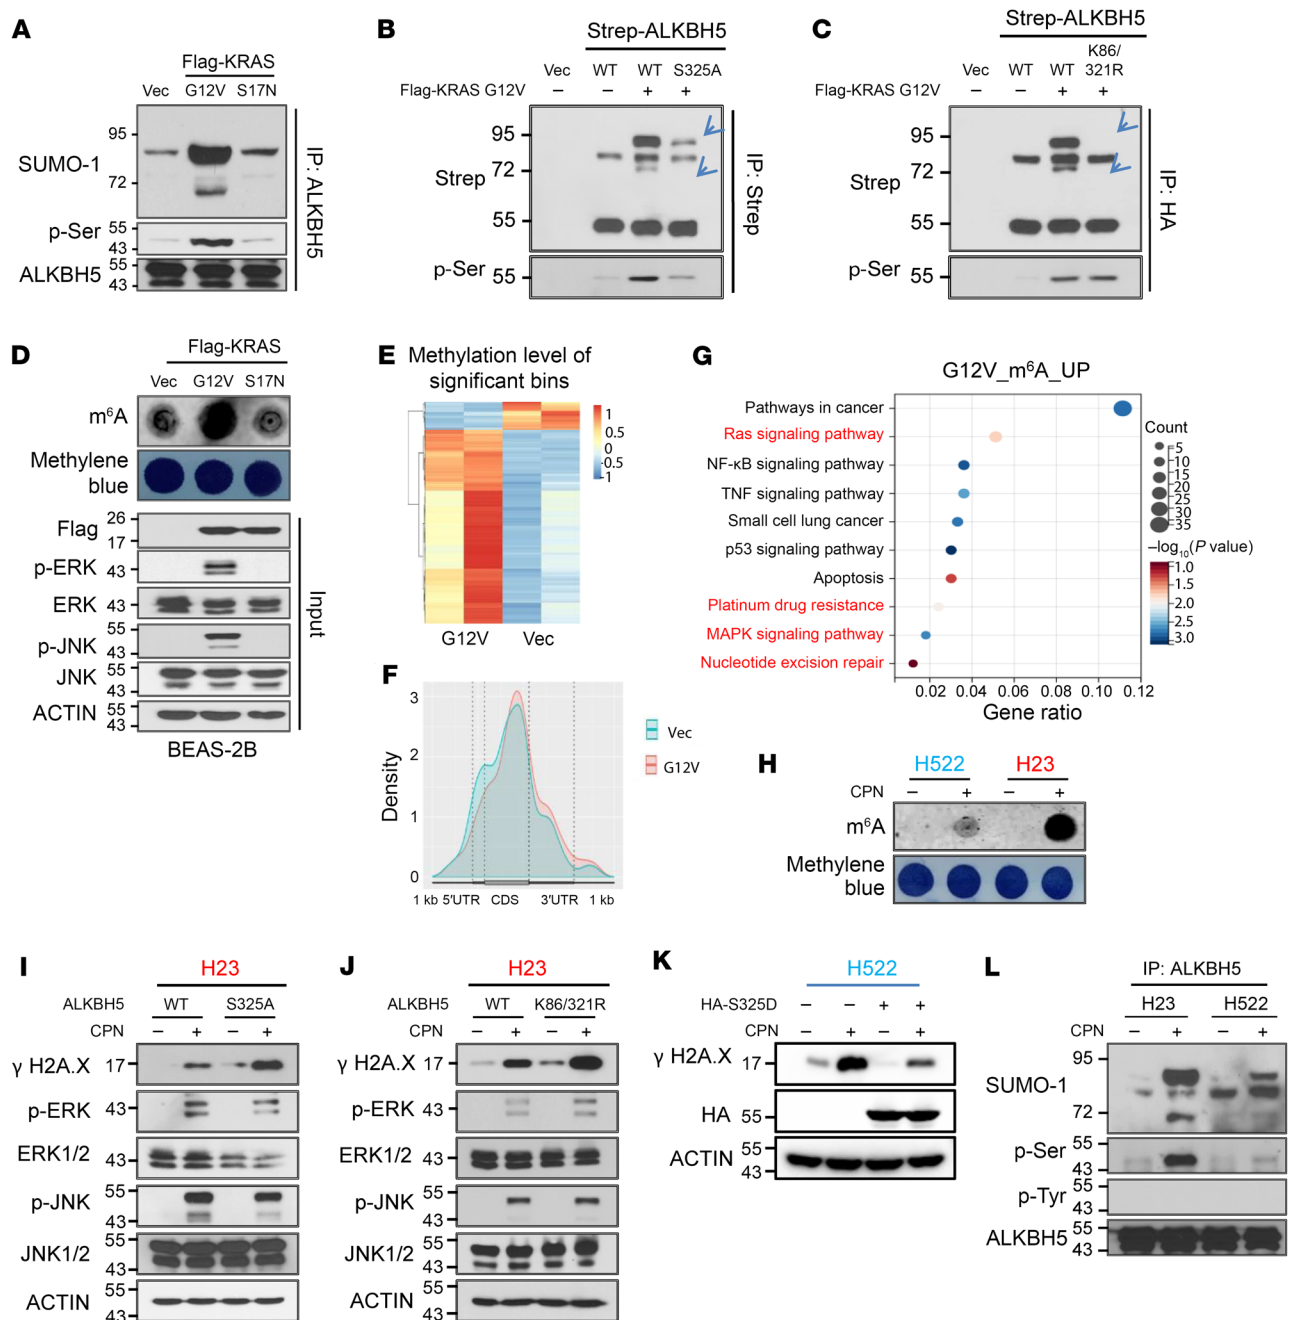 A
Flag-KRAS
Vec G12V S17N
95
SUMO-1
72
p-Ser 55
43
ALKBH5 55
43
IP: ALKBH5
B
Strep-ALKBH5
Vec WT WT S325A
Flag-KRAS G12V – – + +
95
72
Strep
55
p-Ser 55
IP: Strep
C
Strep-ALKBH5
Vec WT WT K86/
321R
Flag-KRAS G12V – – + +
95
72
Strep
55
p-Ser 55
IP: HA
D
Flag-KRAS
Vec G12V S17N
m⁶A
Methylene
blue
Flag 26
17
p-ERK 43
ERK 43
p-JNK 55
43
JNK 55
43
ACTIN 55
43
Input
BEAS-2B
E
Methylation level of
significant bins
1
0.5
0
-0.5
-1
G12V Vec
F
Density
3
2
1
0
1 kb 5′UTR CDS 3′UTR 1 kb
Vec
G12V
G
G12V_m⁶A_UP
Pathways in cancer
Ras signaling pathway
NF-κB signaling pathway
TNF signaling pathway
Small cell lung cancer
p53 signaling pathway
Apoptosis
Platinum drug resistance
MAPK signaling pathway
Nucleotide excision repair
0.02 0.04 0.06 0.08 0.10 0.12
Gene ratio
Count
5
10
15
20
25
30
35
–log₁₀(P value)
1.0
1.5
2.0
2.5
3.0
H
H522 H23
CPN – + – +
m⁶A
Methylene
blue
I
H23
ALKBH5 WT S325A
CPN – + – +
γ H2A.X 17
p-ERK 43
ERK1/2 43
p-JNK 55
43
JNK1/2 55
43
ACTIN 55
43
J
H23
ALKBH5 WT K86/321R
CPN – + – +
γ H2A.X 17
p-ERK 43
ERK1/2 43
p-JNK 55
43
JNK1/2 55
43
ACTIN 55
43
K
H522
HA-S325D – – + +
CPN – + – +
γ H2A.X 17
HA 55
ACTIN 55
43
L
IP: ALKBH5
H23 H522
CPN – + – +
95
SUMO-1
72
p-Ser 55
43
p-Tyr 55
43
ALKBH5 55
43